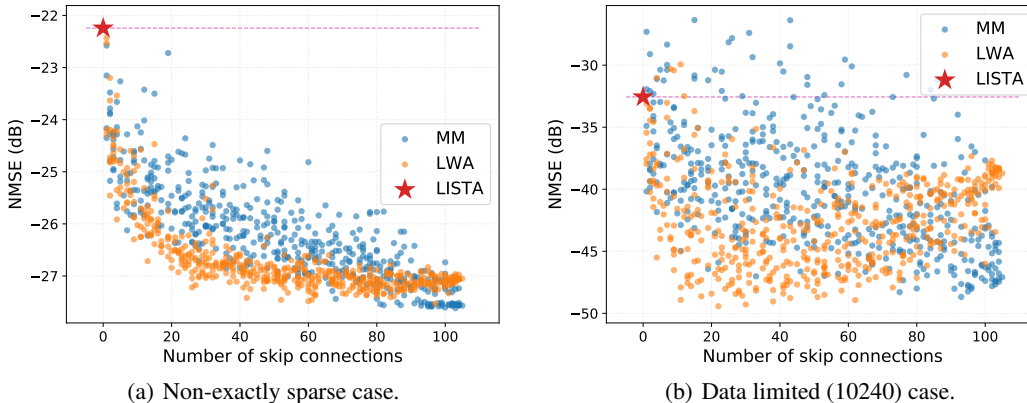 −22
−23
−24
−25
−26
−27
NMSE (dB)
MM
LWA
LISTA
0
20
40
60
80
100
Number of skip connections
(a) Non-exactly sparse case.
−30
−35
−40
−45
−50
NMSE (dB)
MM
LWA
LISTA
0
20
40
60
80
100
Number of skip connections
(b) Data limited (10240) case.